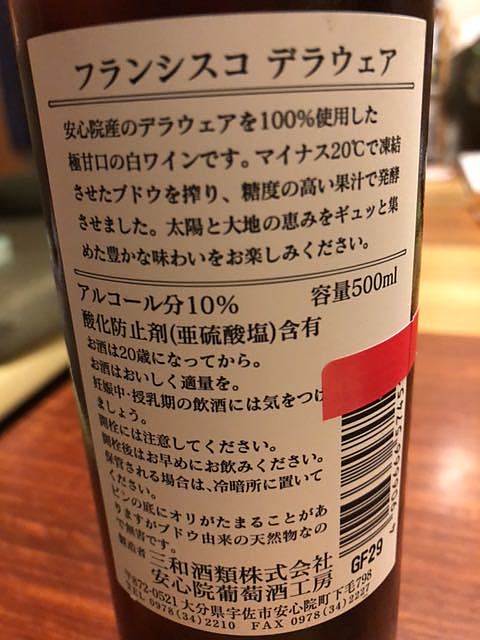 フランシスコ デラウェア
安心院産のデラウェアを100%使用した
極甘口の白ワインです。マイナス20℃で凍結
させたブドウを搾り、糖度の高い果汁で発酵
させました。太陽と大地の恵みをギュッと集
めた豊かな味わいをお楽しみください。
アルコール分10% 容量500ml
酸化防止剤(亜硫酸塩)含有
お酒は20歳になってから。
お酒はおいしく適量を。
妊娠中・授乳期の飲酒には気をつけ
ましょう。
開栓には注意してください。
開栓後はお早めにお飲みください。
保管される場合は、冷暗所に置いて
ください。
ビンの底にオリがたまることがあ
りますがブドウ由来の天然物なの
で無害です。
製造者 三和酒類株式会社
安心院葡萄酒工房
〒872-0521 大分県宇佐市安心院町下毛798
TEL 0978(34)2210 FAX 0978(34)2227
GF29